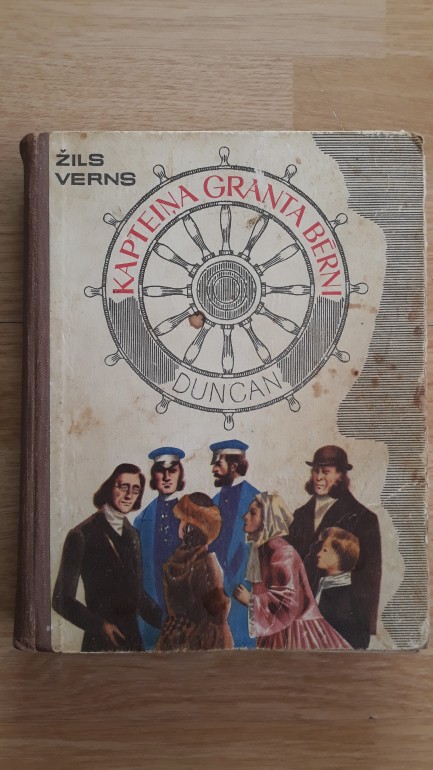 ŽILS
VERNS
KAPTEIŅA GRANTA BĒRNI
DUNCAN